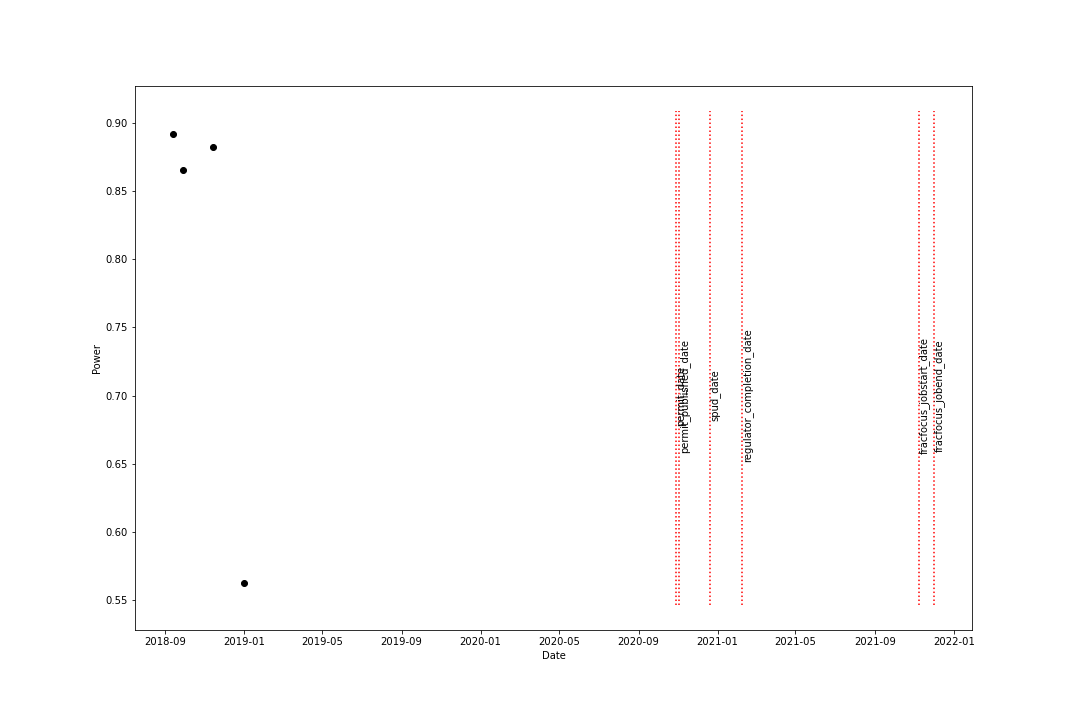 0.90
0.85
0.80
0.75
0.70
0.65
0.60
0.55
Power
permit_date
permit_published_date
spud_date
regulator_completion_date
fracfocus_jobstart_date
fracfocus_jobend_date
2018-09
2019-01
2019-05
2019-09
2020-01
2020-05
2020-09
2021-01
2021-05
2021-09
2022-01
Date